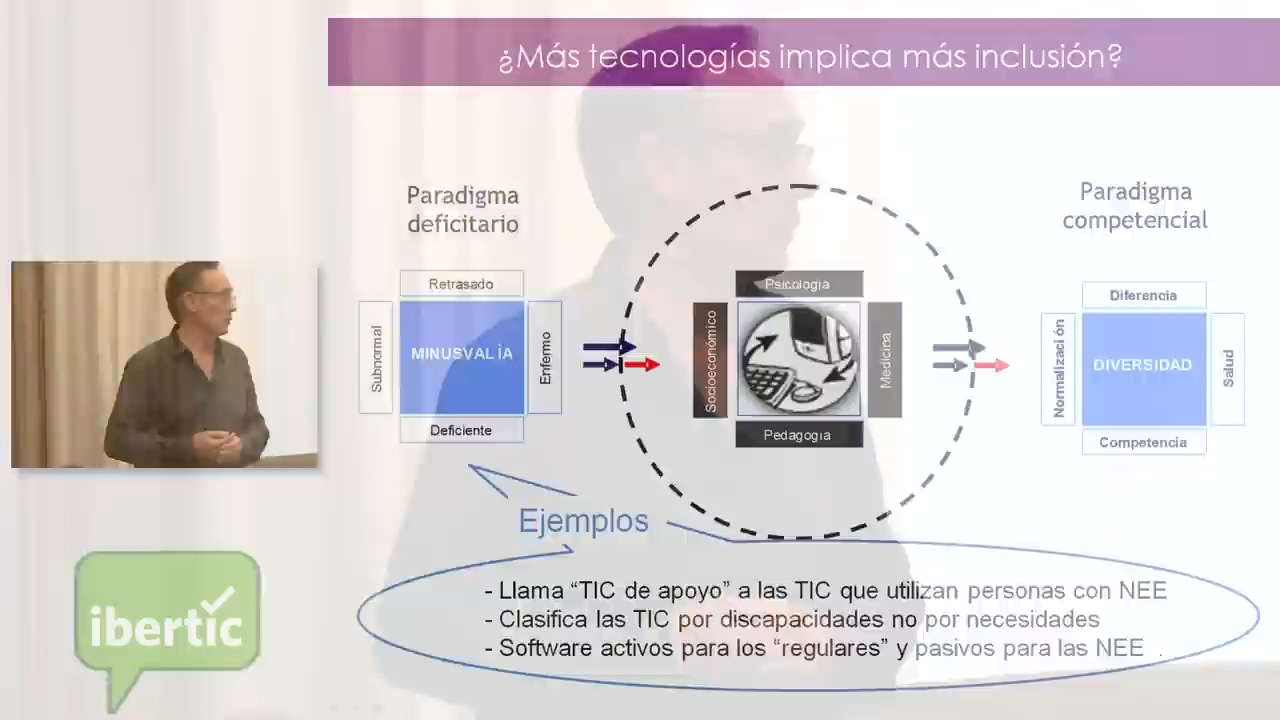 ¿Más tecnologías implica más inclusión?
Paradigma
deficitario
Paradigma
competencial
Retrasado
Subnormal
MINUSVALÍA
Enfermo
Deficiente
Psicología
Socioeconómico
Medicina
Pedagogía
Diferencia
Normalización
DIVERSIDAD
Salud
Competencia
Ejemplos
- Llama “TIC de apoyo” a las TIC que utilizan personas con NEE
- Clasifica las TIC por discapacidades no por necesidades
- Software activos para los “regulares” y pasivos para las NEE .
ibertic